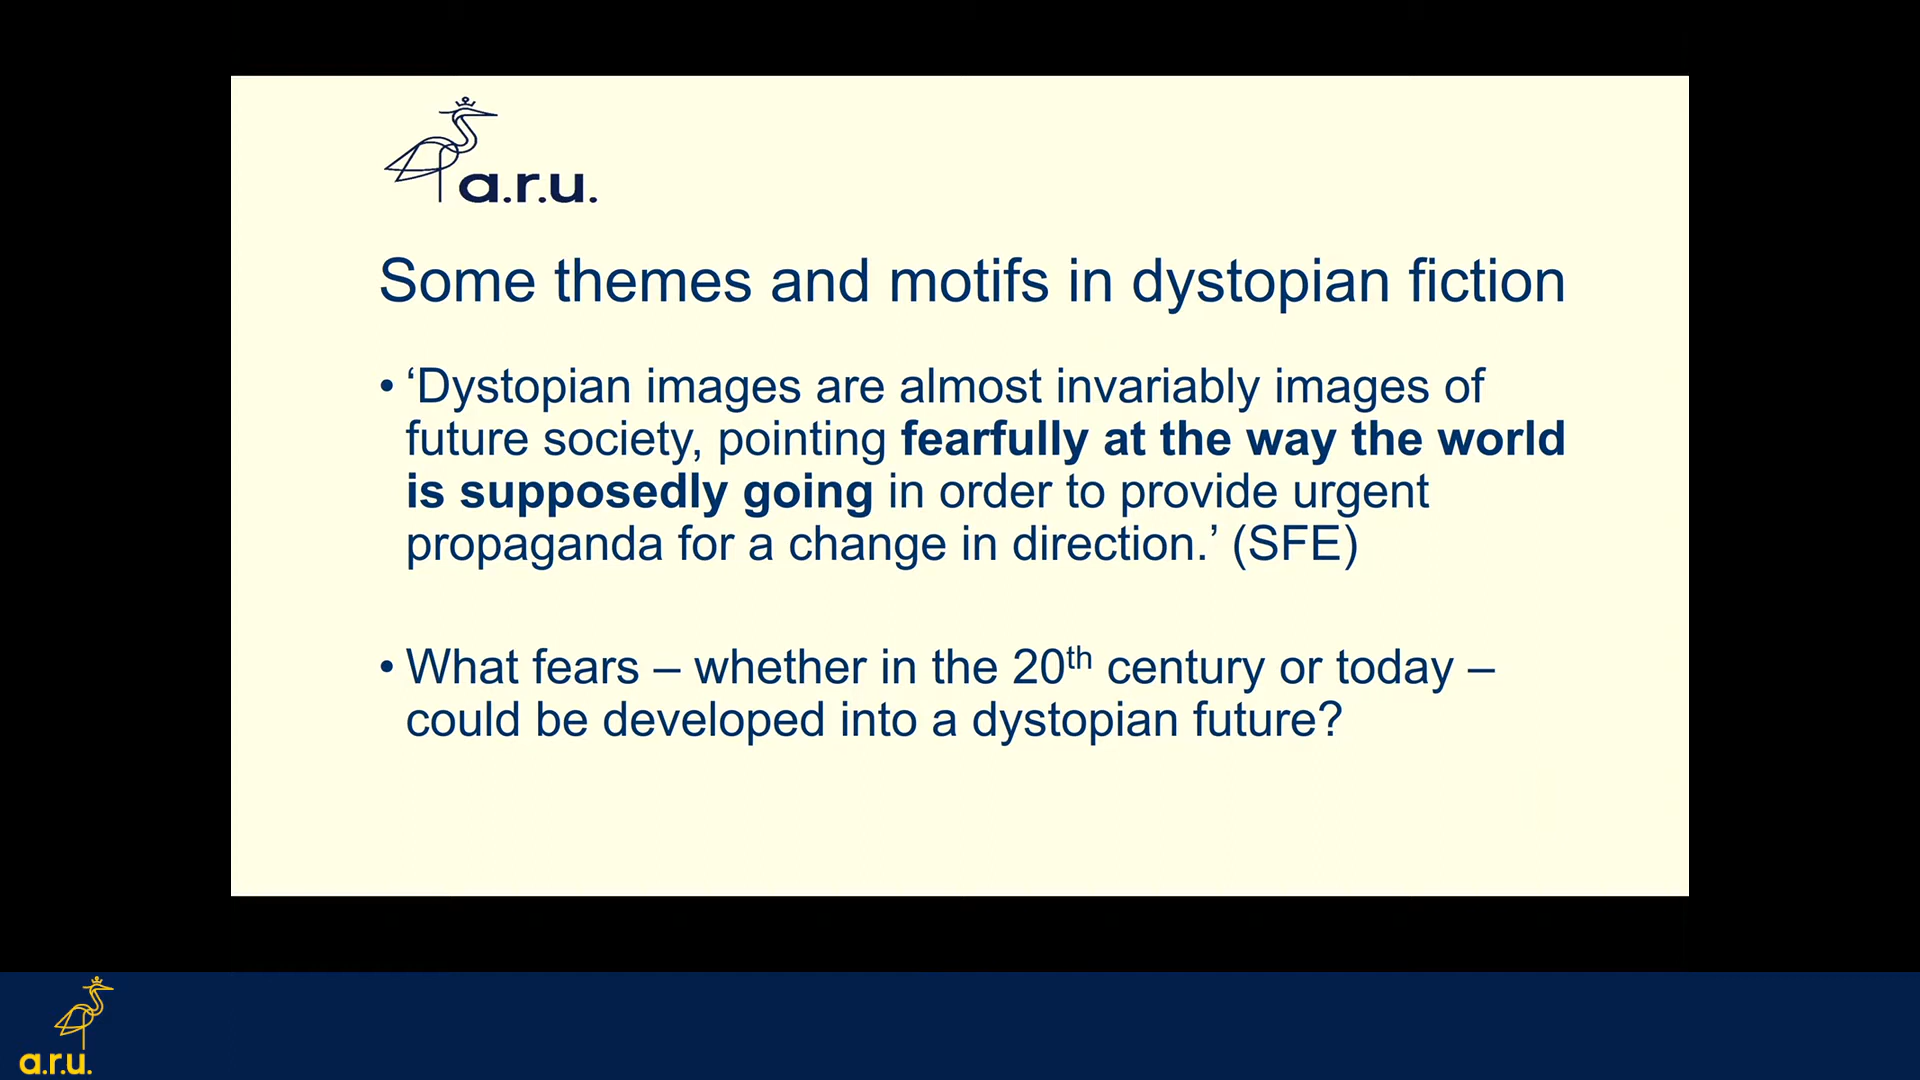 a.r.u.
Some themes and motifs in dystopian fiction
• ‘Dystopian images are almost invariably images of
future society, pointing fearfully at the way the world
is supposedly going in order to provide urgent
propaganda for a change in direction.’ (SFE)
• What fears – whether in the 20th century or today –
could be developed into a dystopian future?
a.r.u.